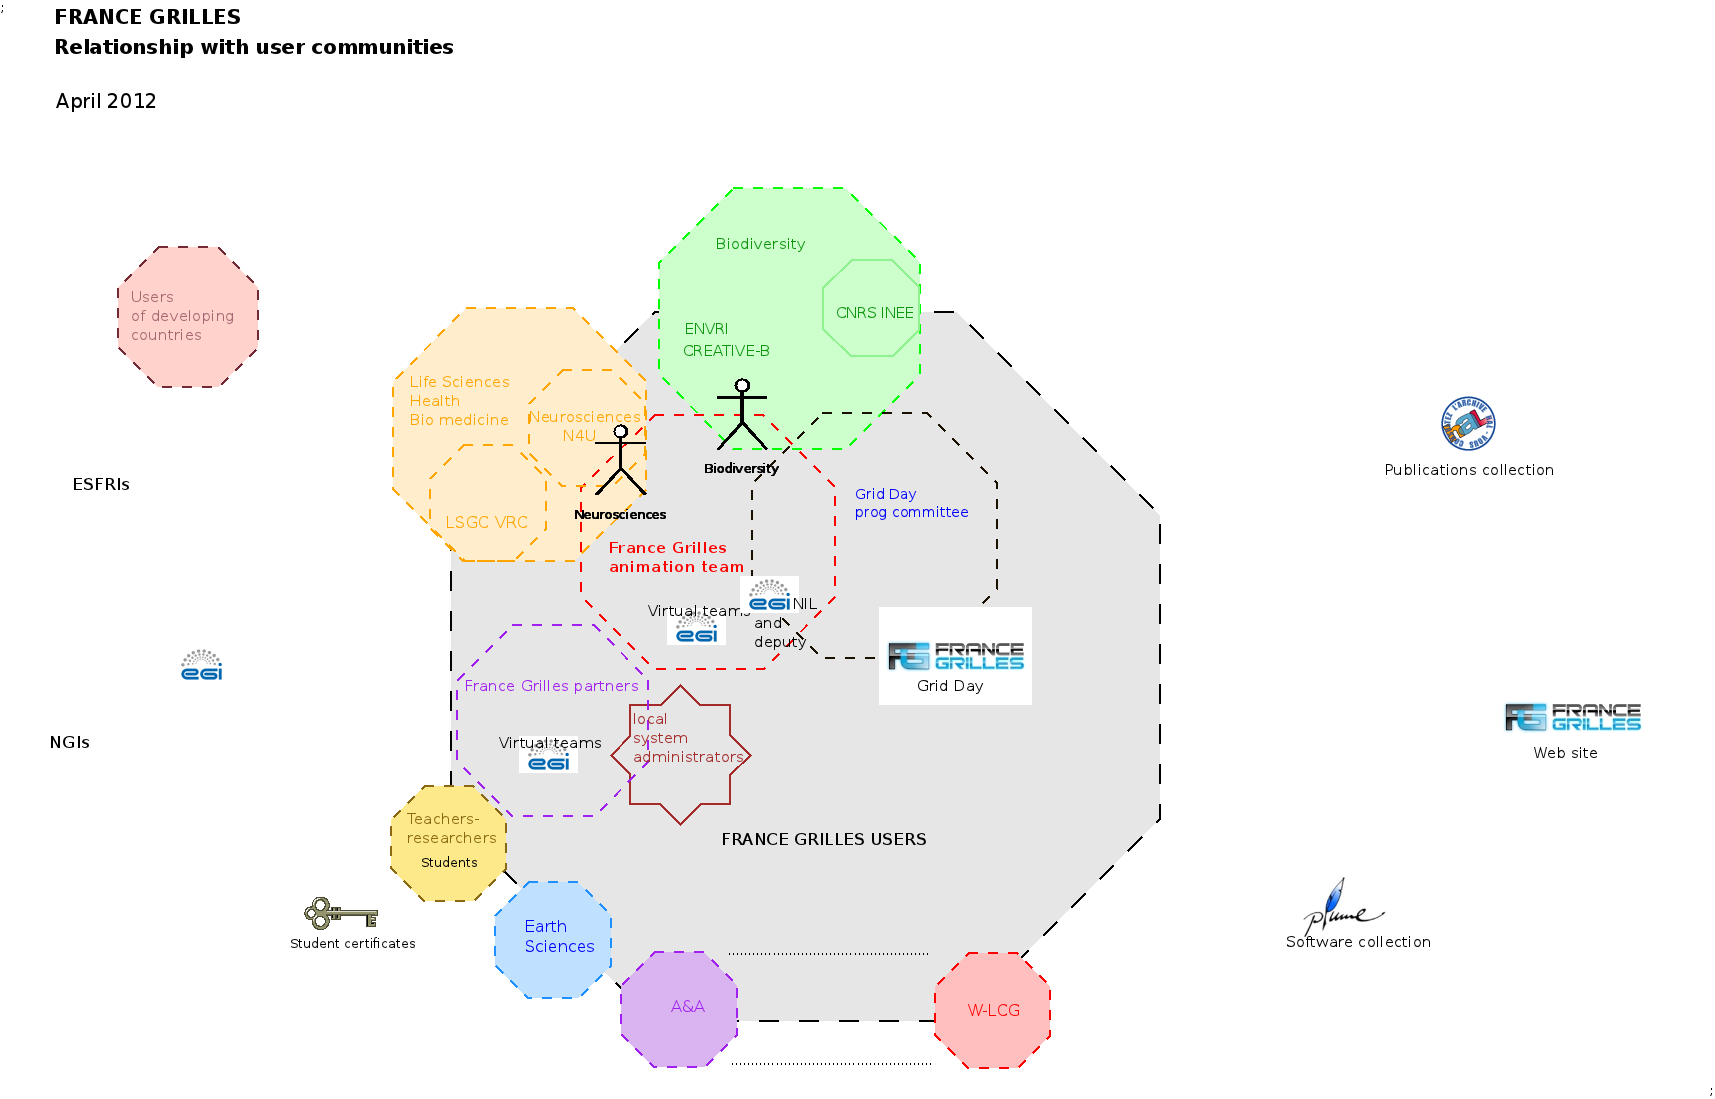 FRANCE GRILLES
Relationship with user communities
April 2012
Biodiversity
Users
of developing
countries
CNRS INEE
ENVRI
CREATIVE-B
Life Sciences
Health
Bio medicine
Neurosciences
N4U
Biodiversity
Publications collection
ESFRIs
Grid Day
prog committee
LSGC VRC
Neurosciences
France Grilles
animation team
Virtual teams
egi
egi
NIL
and
deputy
egi
FRANCE
GRILLES
Grid Day
France Grilles partners
local
system
administrators
Virtual teams
egi
NGIs
FG
FRANCE
GRILLES
Web site
Teachers-
researchers
Students
FRANCE GRILLES USERS
Student certificates
Earth
Sciences
plume
Software collection
A&A
W-LCG